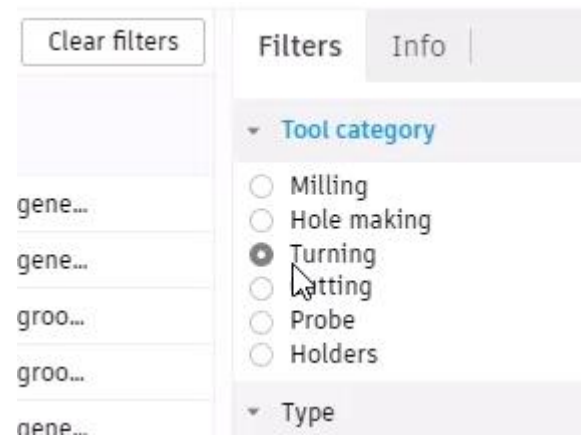 Clear filters
Filters
Info
Tool category
Milling
Hole making
Turning
Probe
Holders
Type
gene...
gene...
groo...
groo...
gene...